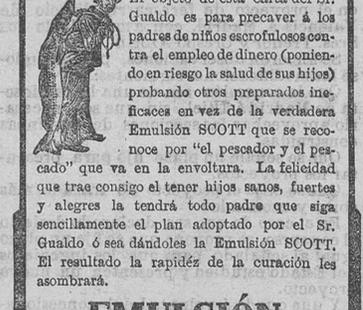 El objeto de esta carta del Sr.
Gualdo es para precaver á los
padres de niños escrofulosos con-
tra el empleo de dinero (ponien-
do en riesgo la salud de sus hijos)
probando otros preparados ine-
ficaces en vez de la verdadera
Emulsión SCOTT que se reco-
noce por "el pescador y el pes-
cado" que va en la envoltura. La felicidad
que trae consigo el tener hijos sanos, fuertes
y alegres la tendrá todo padre que siga
sencillamente el plan adoptado por el Sr.
Gualdo ó sea dándoles la Emulsión SCOTT.
El resultado la rapidéz de la curación les
asombrará.
EMULSIÓN